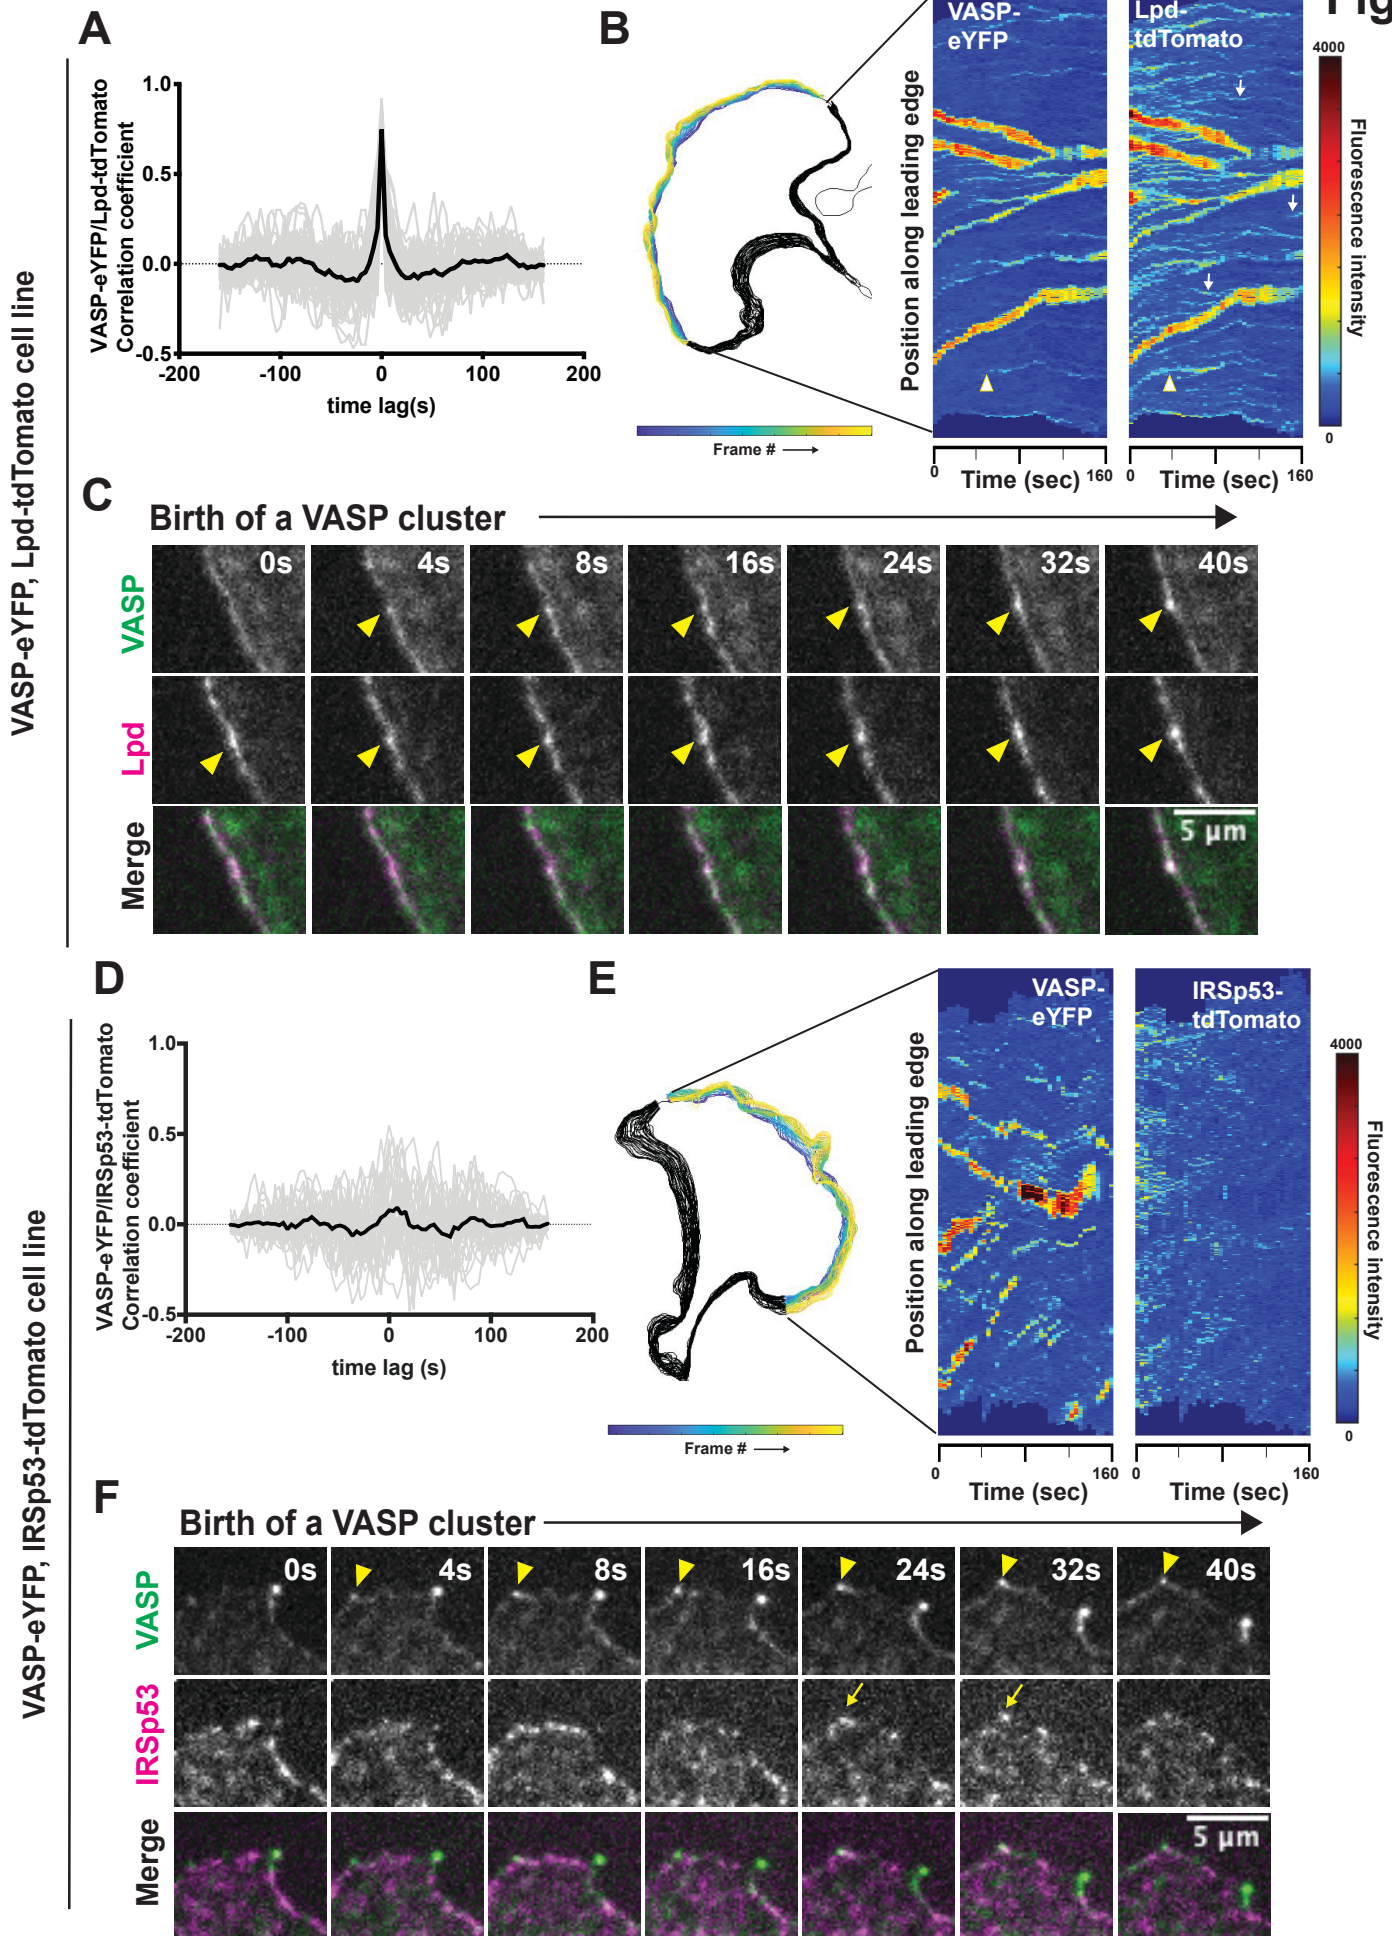 Fig
A
VASP-eYFP/Lpd-tdTomato
Correlation coefficient
1.0
0.5
0.0
-0.5
-200
-100
0
100
200
time lag(s)
B
Frame #
Position along leading edge
VASP-
eYFP
Lpd-
tdTomato
4000
0
Fluorescence intensity
0
160
Time (sec)
0
160
Time (sec)
VASP-eYFP, Lpd-tdTomato cell line
C
Birth of a VASP cluster
VASP
0s
4s
8s
16s
24s
32s
40s
Lpd
Merge
5 µm
VASP-eYFP, IRSp53-tdTomato cell line
D
VASP-eYFP/IRSp53-tdTomato
Correlation coefficient
1.0
0.5
0.0
-0.5
-200
-100
0
100
200
time lag (s)
E
Frame #
Position along leading edge
VASP-
eYFP
IRSp53-
tdTomato
4000
0
Fluorescence intensity
0
160
Time (sec)
0
160
Time (sec)
F
Birth of a VASP cluster
VASP
0s
4s
8s
16s
24s
32s
40s
IRSp53
Merge
5 µm